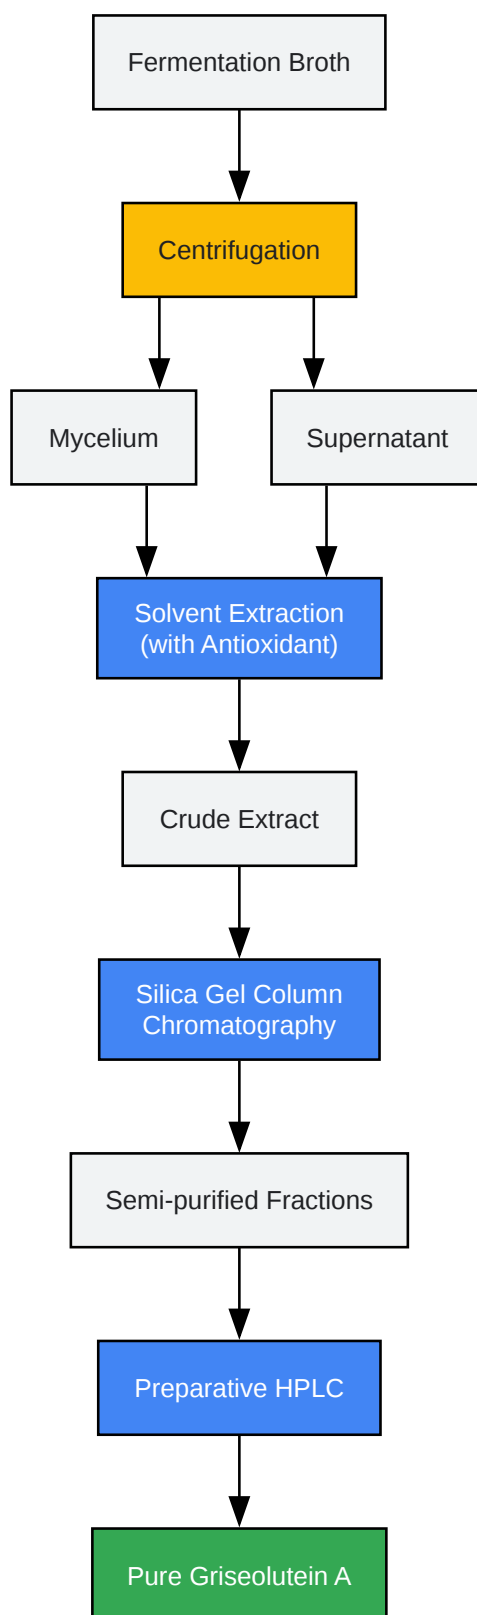 Fermentation Broth
Centrifugation
Mycelium
Supernatant
Solvent Extraction
(with Antioxidant)
Crude Extract
Silica Gel Column
Chromatography
Semi-purified Fractions
Preparative HPLC
Pure Griseolutein A